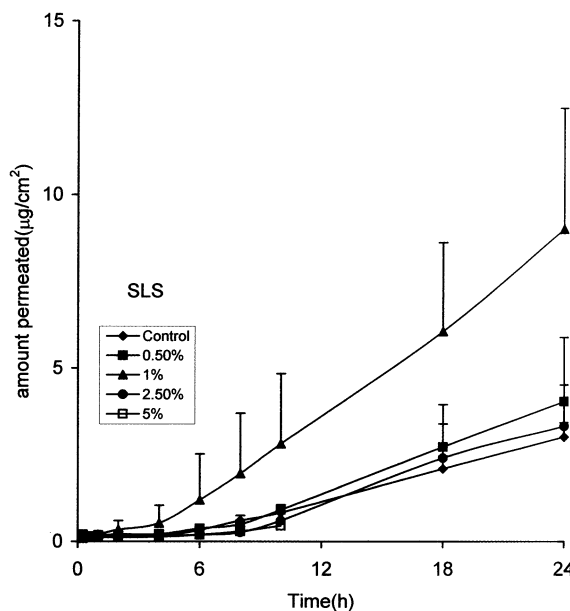 15
10
5
0
amount permeated(μg/cm²)
SLS
Control
0.50%
1%
2.50%
5%
0 6 12 18 24
Time(h)